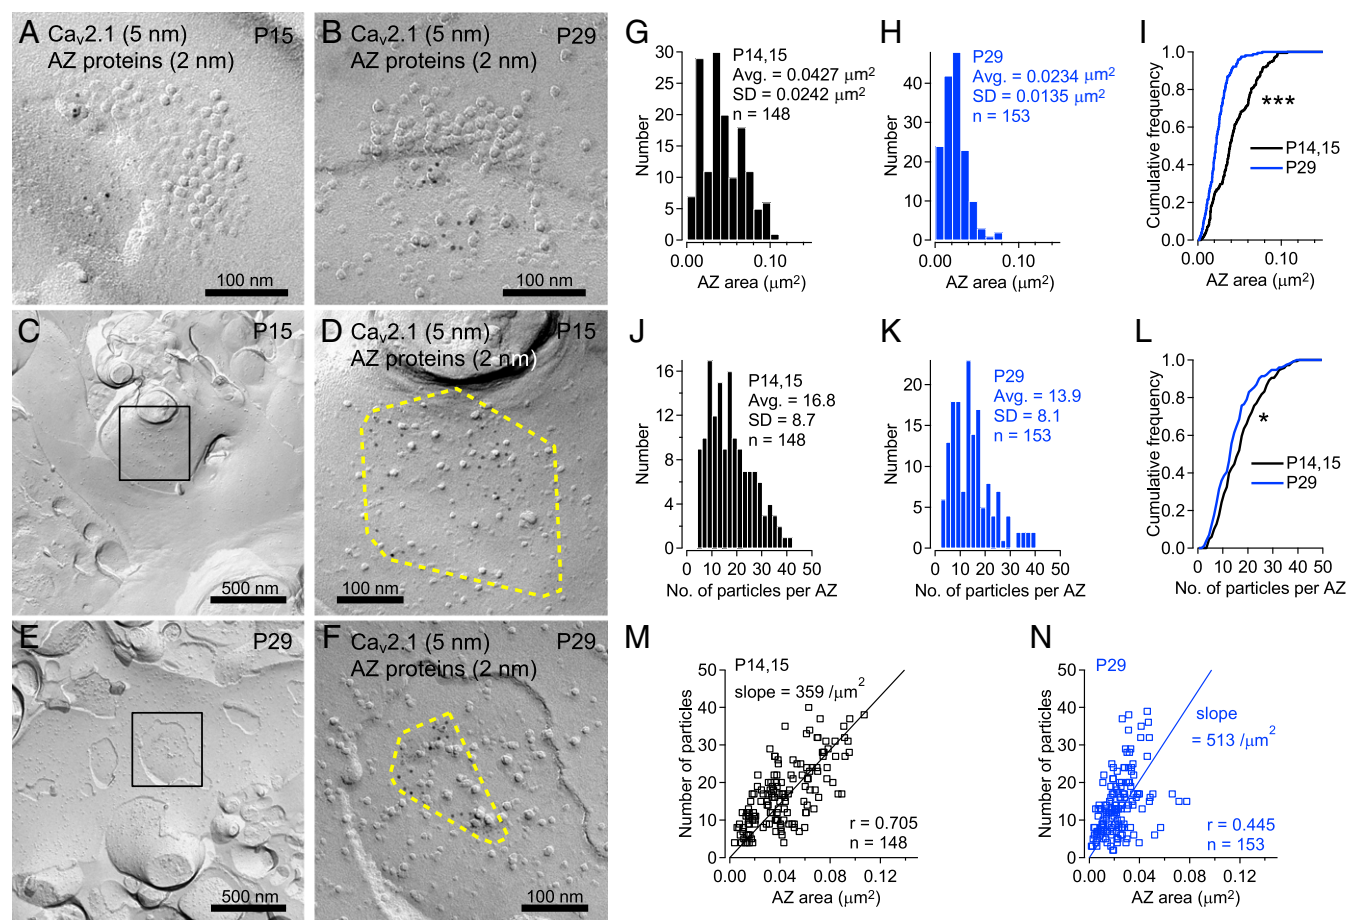 A
Cav2.1 (5 nm)
P15
AZ proteins (2 nm)
100 nm
B
Cav2.1 (5 nm)
P29
AZ proteins (2 nm)
100 nm
C
P15
500 nm
D
Cav2.1 (5 nm)
P15
AZ proteins (2 nm)
100 nm
E
P29
500 nm
F
Cav2.1 (5 nm)
P29
AZ proteins (2 nm)
100 nm
G
P14,15
Avg. = 0.0427 μm2
SD = 0.0242 μm2
n = 148
Number
30
25
20
15
10
5
0
0.00
0.10
AZ area (μm2)
H
P29
Avg. = 0.0234 μm2
SD = 0.0135 μm2
n = 153
Number
40
30
20
10
0
0.00
0.10
AZ area (μm2)
I
Cumulative frequency
1.0
0.8
0.6
0.4
0.2
0.0
***
P14,15
P29
0.00
0.10
AZ area (μm2)
J
P14,15
Avg. = 16.8
SD = 8.7
n = 148
Number
16
12
8
4
0
0 10 20 30 40 50
No. of particles per AZ
K
P29
Avg. = 13.9
SD = 8.1
n = 153
Number
20
15
10
5
0
0 10 20 30 40 50
No. of particles per AZ
L
Cumulative frequency
1.0
0.8
0.6
0.4
0.2
0.0
*
P14,15
P29
0 10 20 30 40 50
No. of particles per AZ
M
P14,15
slope = 359 /μm2
Number of particles
50
40
30
20
10
0
r = 0.705
n = 148
0.00 0.04 0.08 0.12
AZ area (μm2)
N
P29
slope
= 513 /μm2
Number of particles
50
40
30
20
10
0
r = 0.445
n = 153
0.00 0.04 0.08 0.12
AZ area (μm2)